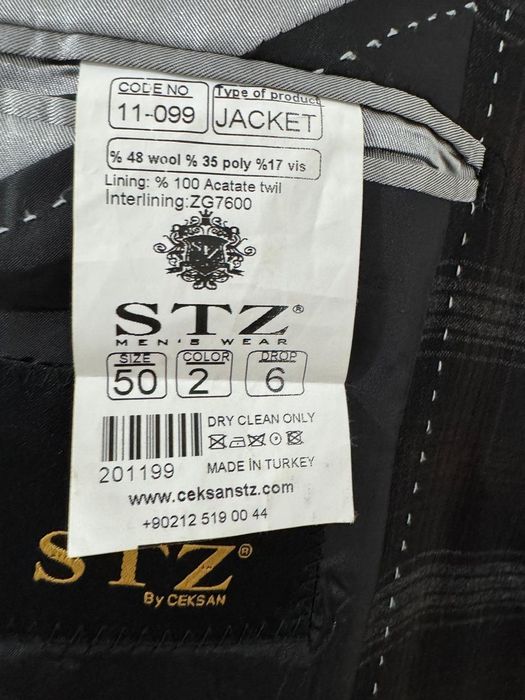 CODE NO
11-099
Type of product
JACKET
% 48 wool % 35 poly %17 vis
Lining: % 100 Acatate twil
Interlining:ZG7600
STZ
STZ®
MEN'S WEAR
SIZE
50
COLOR
2
DROP
6
DRY CLEAN ONLY
201199
MADE İN TURKEY
www.ceksanstz.com
+90212 519 00 44
STZ®
By CEKSAN